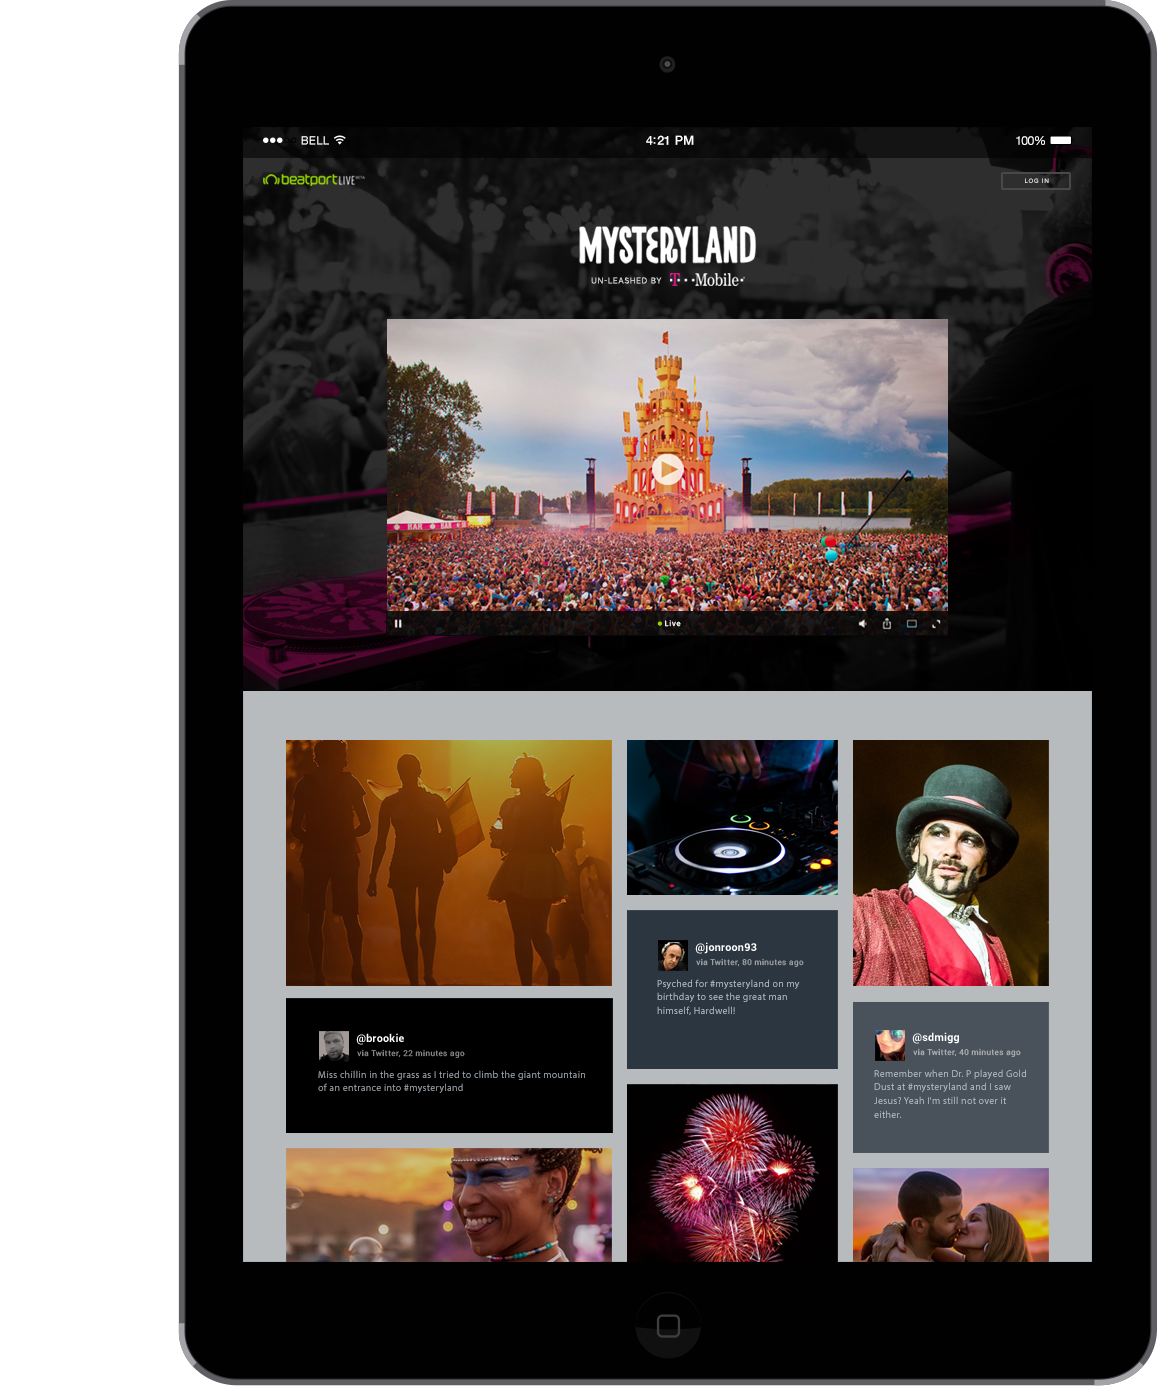 BELL
4:21 PM
100%
beatport LIVE BETA
LOG IN
MYSTERYLAND
UN-LEASHED BY T··Mobile·
BAR BAR
Live
@jonroon93
via Twitter, 80 minutes ago
Psyched for #mysteryland on my
birthday to see the great man
himself, Hardwell!
@brookie
via Twitter, 22 minutes ago
Miss chillin in the grass as I tried to climb the giant mountain
of an entrance into #mysteryland
@sdmigg
via Twitter, 40 minutes ago
Remember when Dr. P played Gold
Dust at #mysteryland and I saw
Jesus? Yeah I'm still not over it
either.